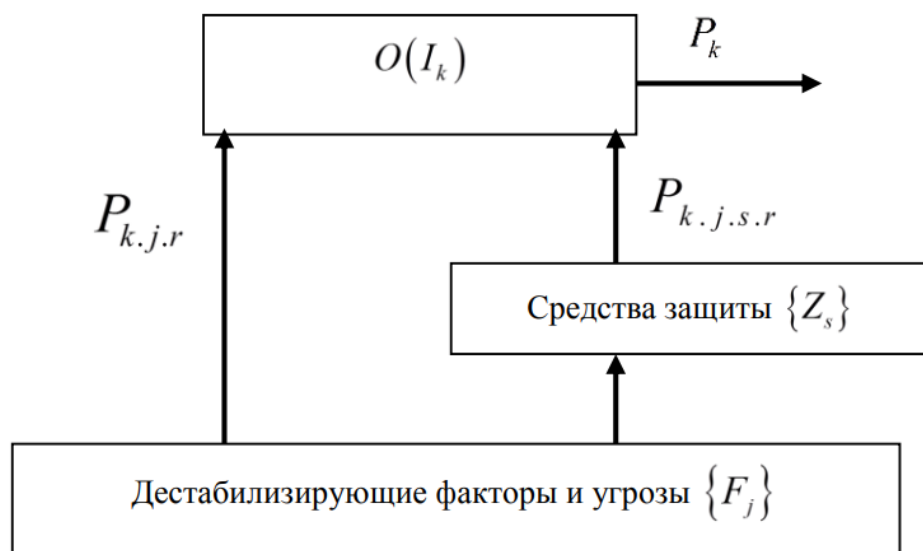 O(I_k)
P_k
P_{k.j.r}
P_{k.j.s.r}
Средства защиты {Z_s}
Дестабилизирующие факторы и угрозы {F_j}